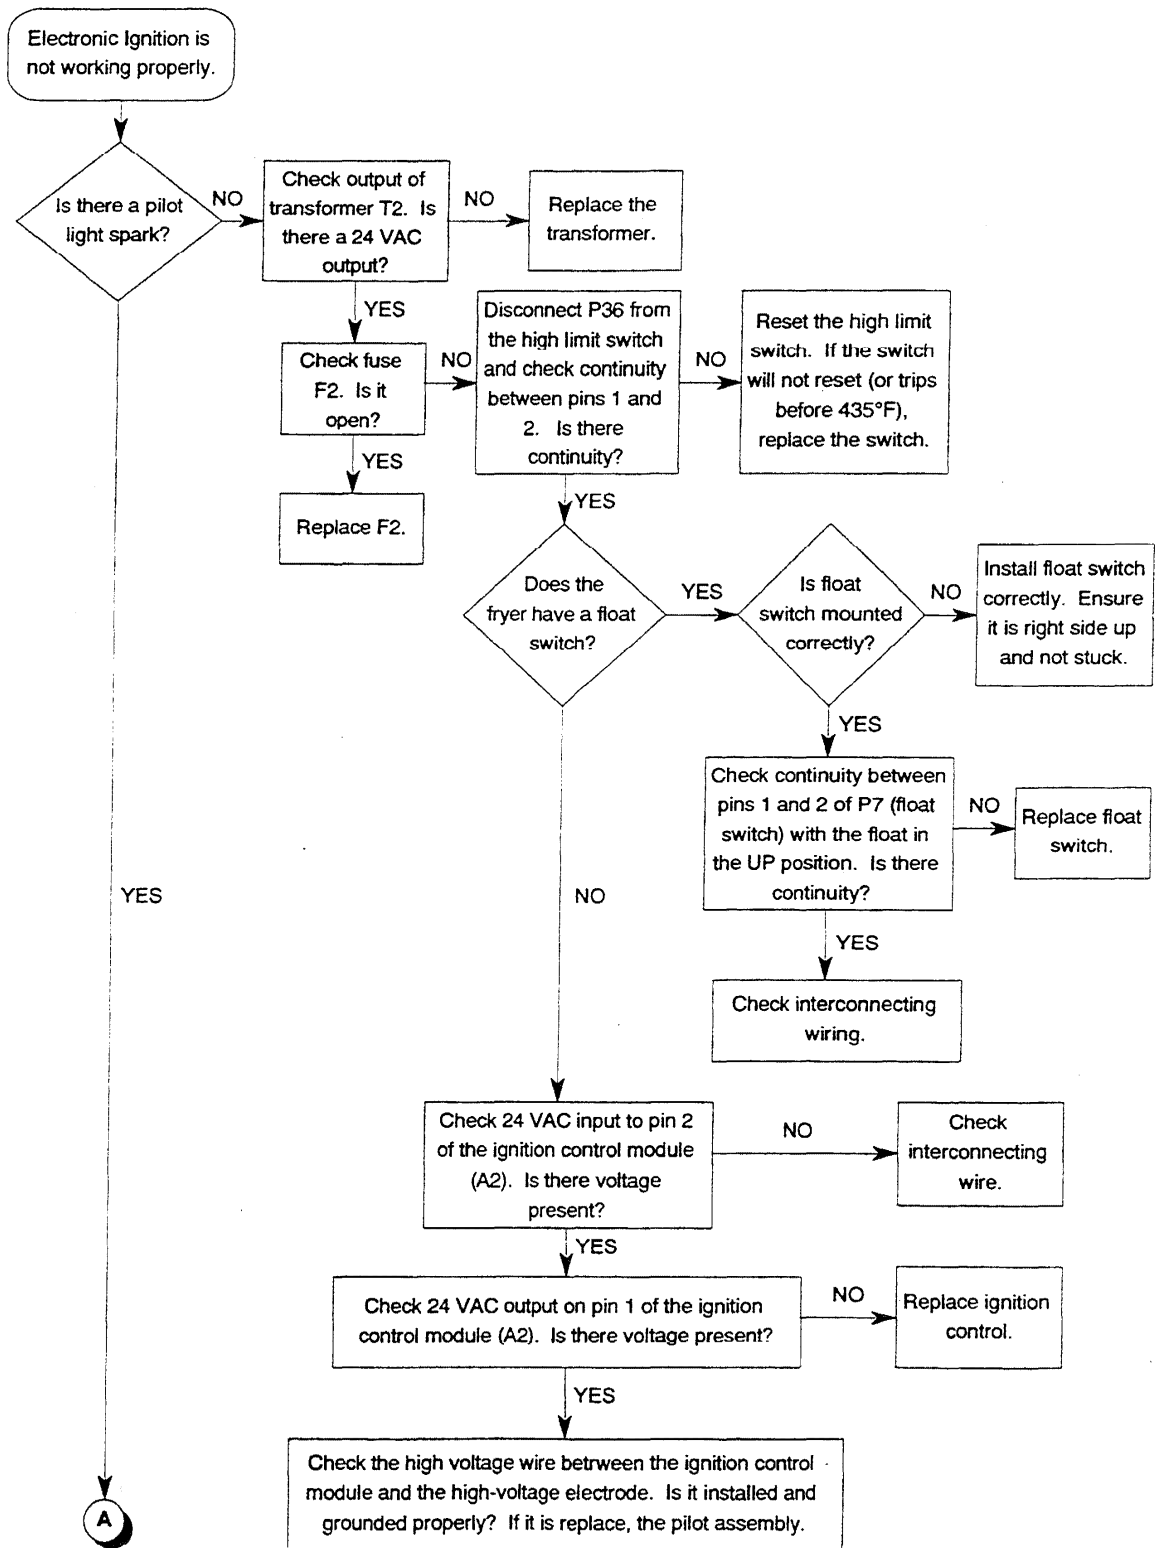 Electronic Ignition is
not working properly.
Is there a pilot
light spark?
NO
Check output of
transformer T2. Is
there a 24 VAC
output?
NO
Replace the
transformer.
YES
Check fuse
F2. Is it
open?
NO
Disconnect P36 from
the high limit switch
and check continuity
between pins 1 and
2. Is there
continuity?
NO
Reset the high limit
switch. If the switch
will not reset (or trips
before 435°F),
replace the switch.
YES
Replace F2.
YES
Does the
fryer have a float
switch?
YES
Is float
switch mounted
correctly?
NO
Install float switch
correctly. Ensure
it is right side up
and not stuck.
YES
Check continuity between
pins 1 and 2 of P7 (float
switch) with the float in
the UP position. Is there
continuity?
NO
Replace float
switch.
YES
NO
YES
Check interconnecting
wiring.
Check 24 VAC input to pin 2
of the ignition control module
(A2). Is there voltage
present?
NO
Check
interconnecting
wire.
YES
Check 24 VAC output on pin 1 of the ignition
control module (A2). Is there voltage present?
NO
Replace ignition
control.
YES
Check the high voltage wire betrween the ignition control
module and the high-voltage electrode. Is it installed and
grounded properly? If it is replace, the pilot assembly.
A